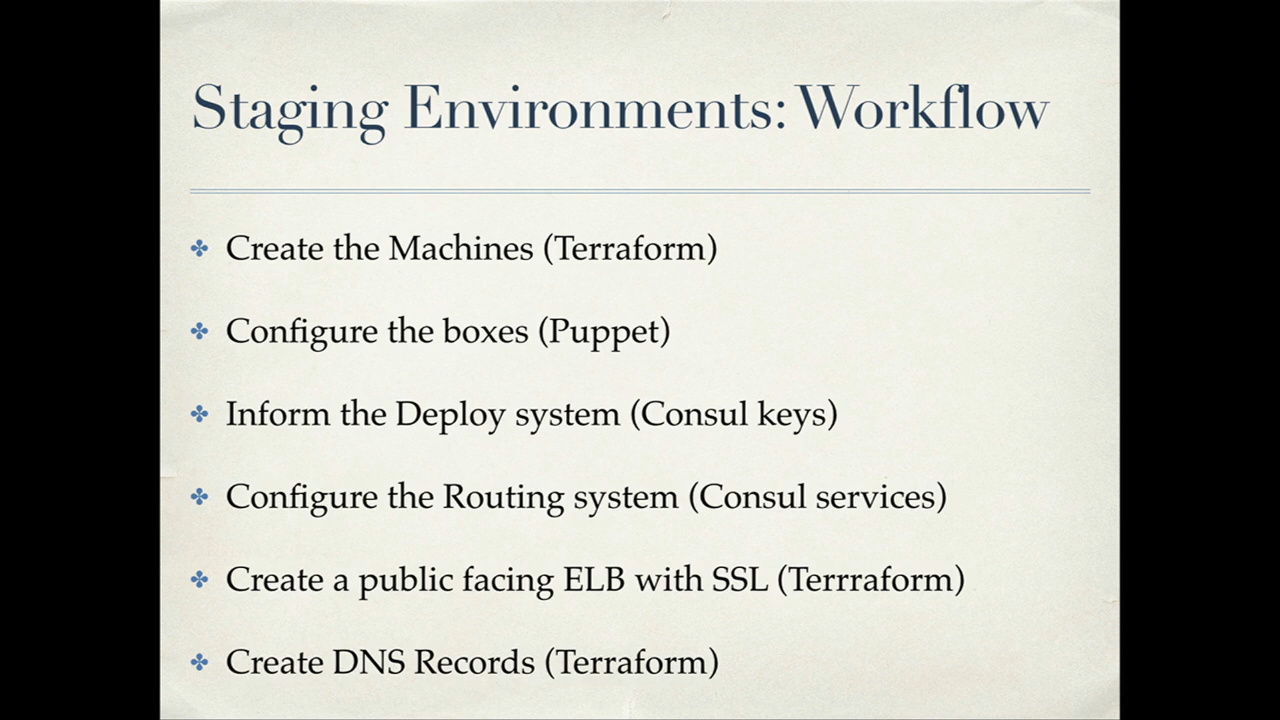 Staging Environments: Workflow
Create the Machines (Terraform)
Configure the boxes (Puppet)
Inform the Deploy system (Consul keys)
Configure the Routing system (Consul services)
Create a public facing ELB with SSL (Terrraform)
Create DNS Records (Terraform)